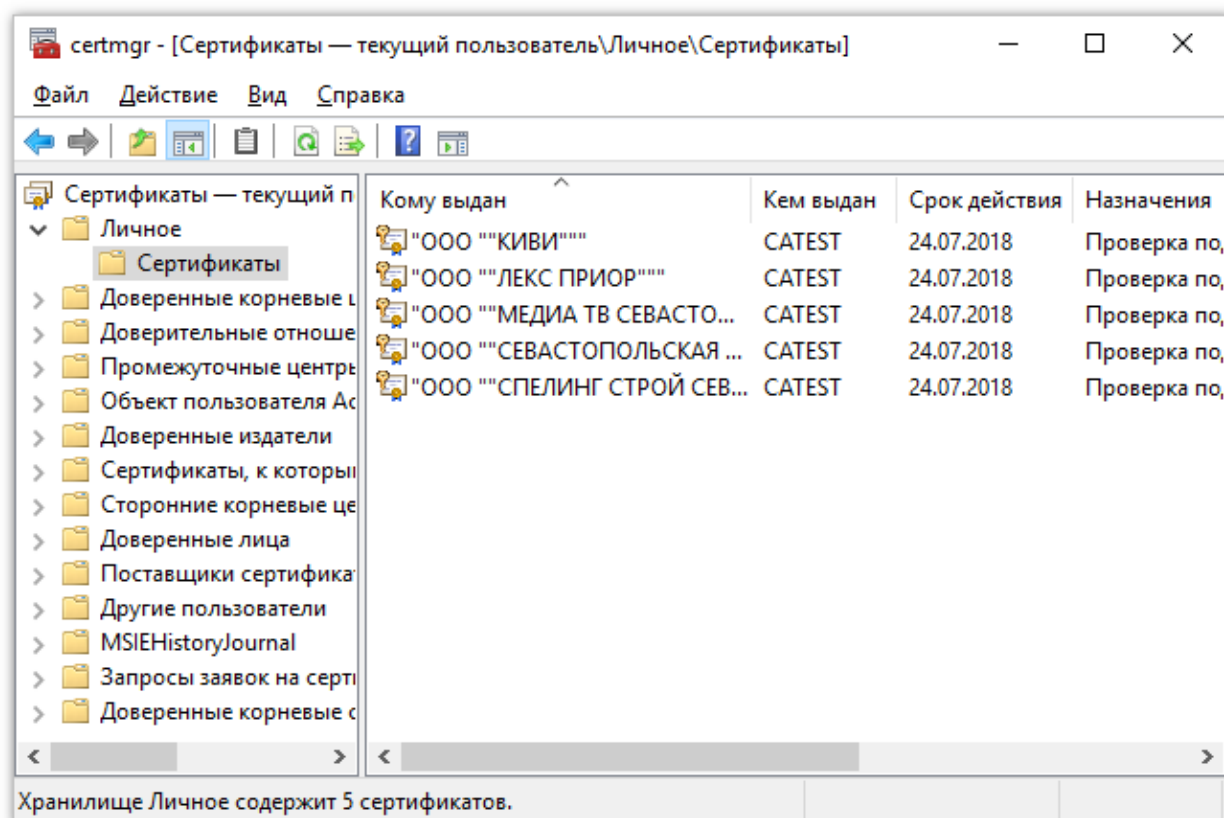 certmgr - [Сертификаты — текущий пользователь\Личное\Сертификаты]
Файл Действие Вид Справка
Сертификаты — текущий п
Личное
Сертификаты
Доверенные корневые ц
Доверительные отноше
Промежуточные центры
Объект пользователя Ac
Доверенные издатели
Сертификаты, к которы
Сторонние корневые це
Доверенные лица
Поставщики сертифика
Другие пользователи
MSIEHistoryJournal
Запросы заявок на серти
Доверенные корневые с
Кому выдан Кем выдан Срок действия Назначения
"ООО ""КИВИ""" CATEST 24.07.2018 Проверка по
"ООО ""ЛЕКС ПРИОР""" CATEST 24.07.2018 Проверка по
"ООО ""МЕДИА ТВ СЕВАСТО... CATEST 24.07.2018 Проверка по
"ООО ""СЕВАСТОПОЛЬСКАЯ ... CATEST 24.07.2018 Проверка по
"ООО ""СПЕЛИНГ СТРОЙ СЕВ... CATEST 24.07.2018 Проверка по
Хранилище Личное содержит 5 сертификатов.